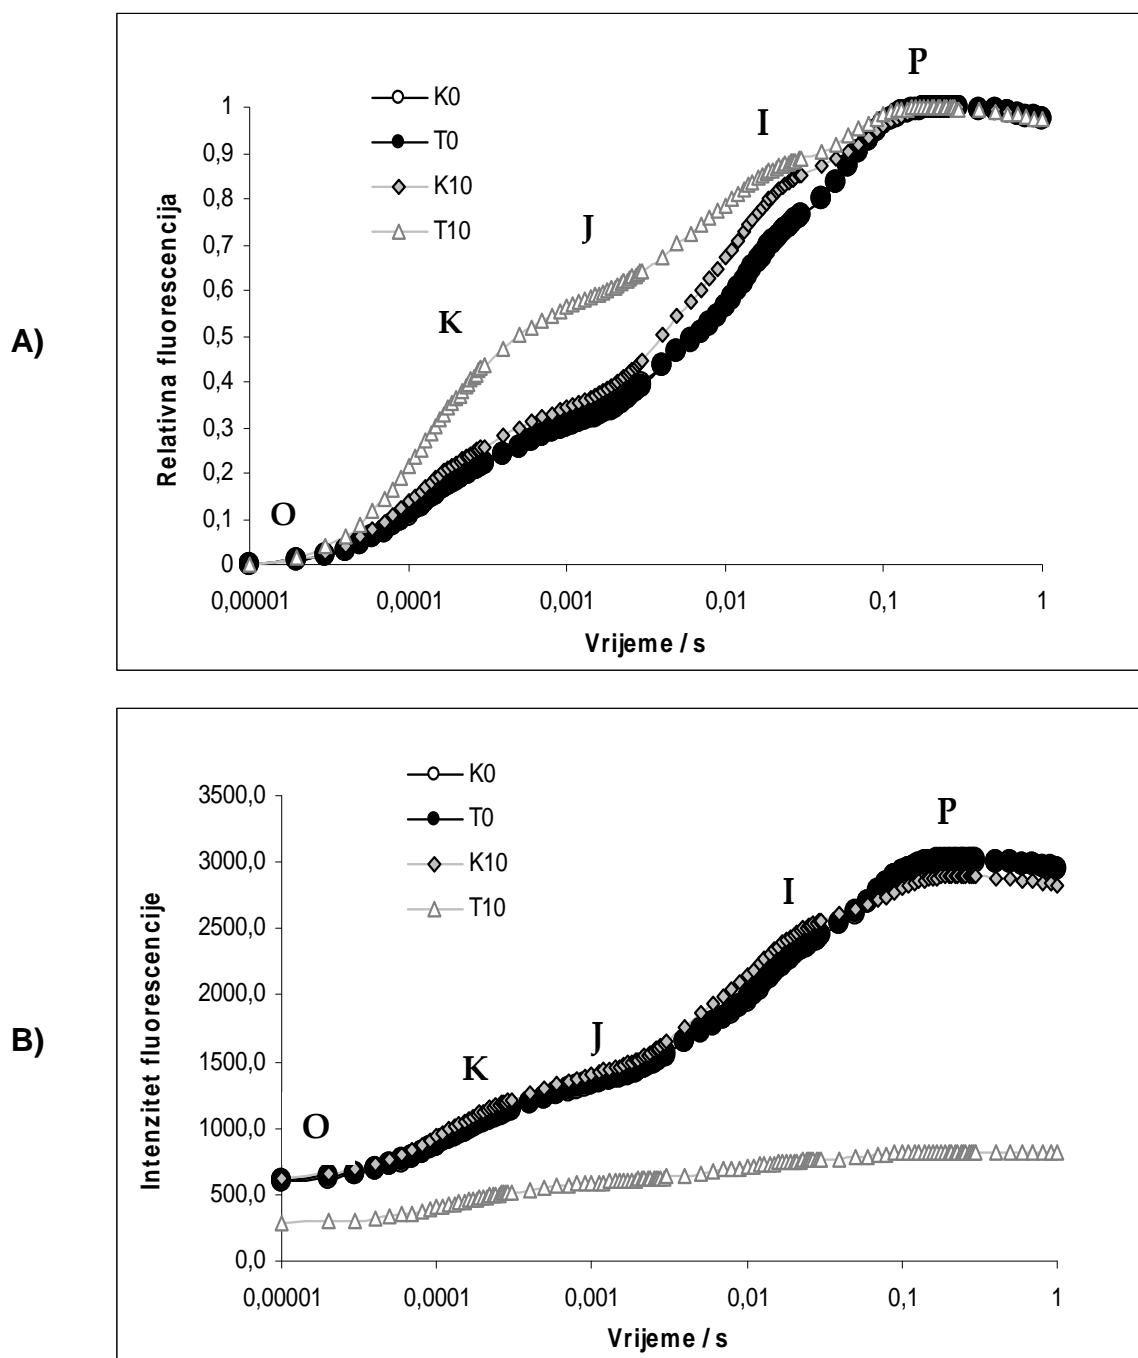 A)
Relativna fluorescencija
1
0,9
0,8
0,7
0,6
0,5
0,4
0,3
0,2
0,1
0
K0
T0
K10
T10
O
K
J
I
P
0,00001
0,0001
0,001
0,01
0,1
1
Vrijeme / s
B)
Intenzitet fluorescencije
3500,0
3000,0
2500,0
2000,0
1500,0
1000,0
500,0
0,0
K0
T0
K10
T10
O
K
J
I
P
0,00001
0,0001
0,001
0,01
0,1
1
Vrijeme / s